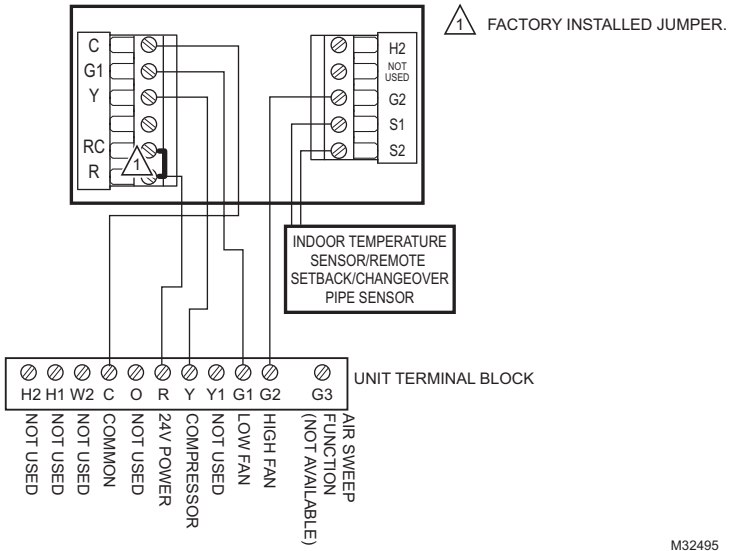 1 FACTORY INSTALLED JUMPER.
C
G1
Y
RC
R
1
H2
NOT
USED
G2
S1
S2
INDOOR TEMPERATURE
SENSOR/REMOTE
SETBACK/CHANGEOVER
PIPE SENSOR
UNIT TERMINAL BLOCK
H2 H1 W2 C O R Y Y1 G1 G2 G3
NOT USED
NOT USED
NOT USED
COMMON
NOT USED
24V POWER
COMPRESSOR
NOT USED
LOW FAN
HIGH FAN
AIR SWEEP
FUNCTION
(NOT AVAILABLE)
M32495